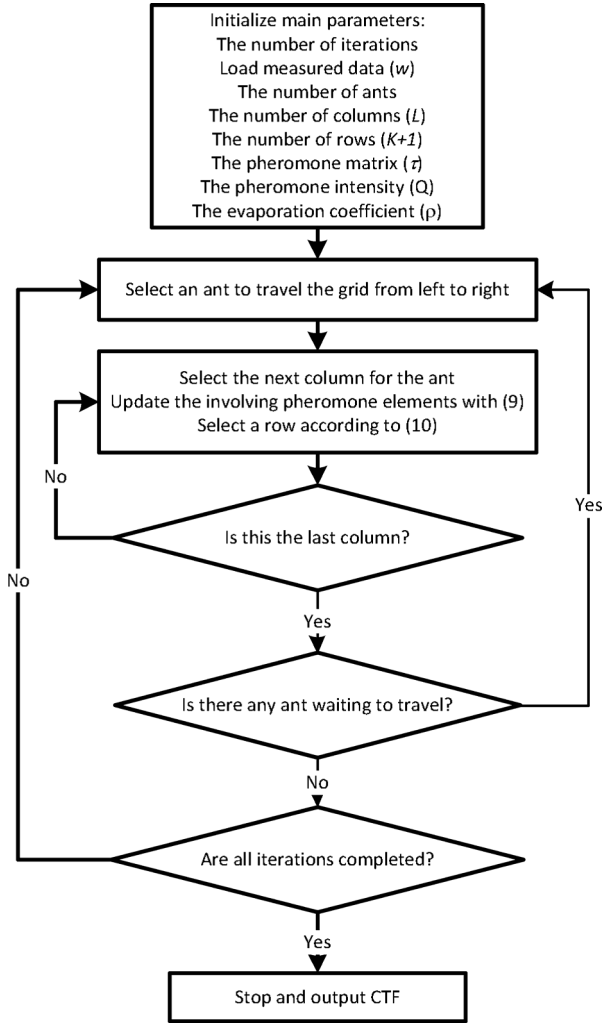 Initialize main parameters:
The number of iterations
Load measured data (w)
The number of ants
The number of columns (L)
The number of rows (K+1)
The pheromone matrix (τ)
The pheromone intensity (Q)
The evaporation coefficient (ρ)
Select an ant to travel the grid from left to right
Select the next column for the ant
Update the involving pheromone elements with (9)
Select a row according to (10)
No
Is this the last column?
Yes
No
Yes
Is there any ant waiting to travel?
No
Are all iterations completed?
Yes
Stop and output CTF